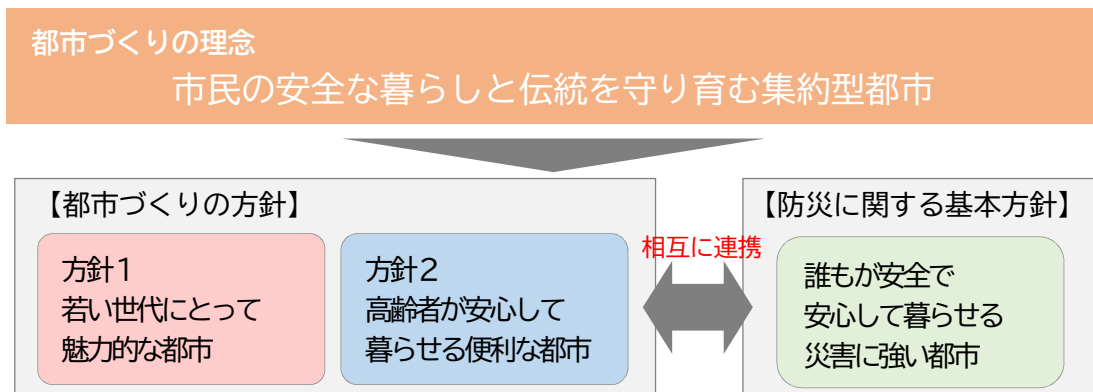 都市づくりの理念
市民の安全な暮らしと伝統を守り育む集約型都市
【都市づくりの方針】
方針1
若い世代にとって
魅力的な都市
方針2
高齢者が安心して
暮らせる便利な都市
相互に連携
【防災に関する基本方針】
誰もが安全で
安心して暮らせる
災害に強い都市